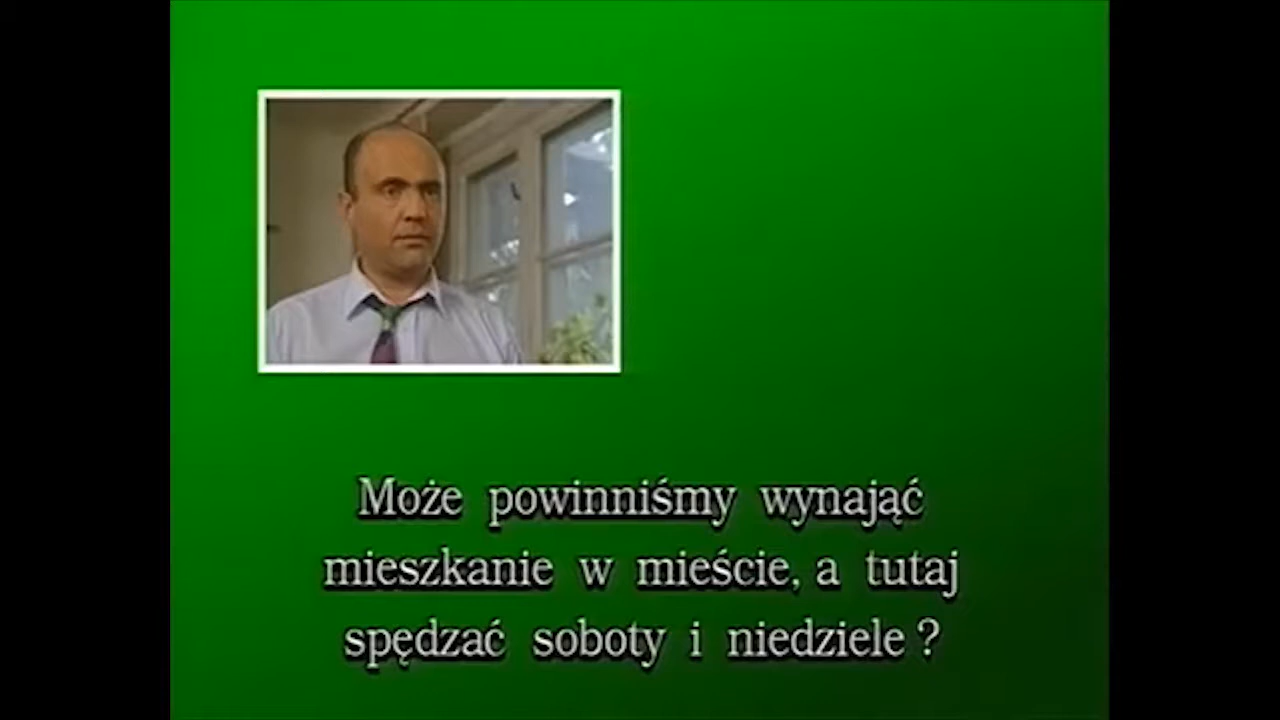 Może powinniśmy wynająć
mieszkanie w mieście, a tutaj
spędzać soboty i niedziele ?